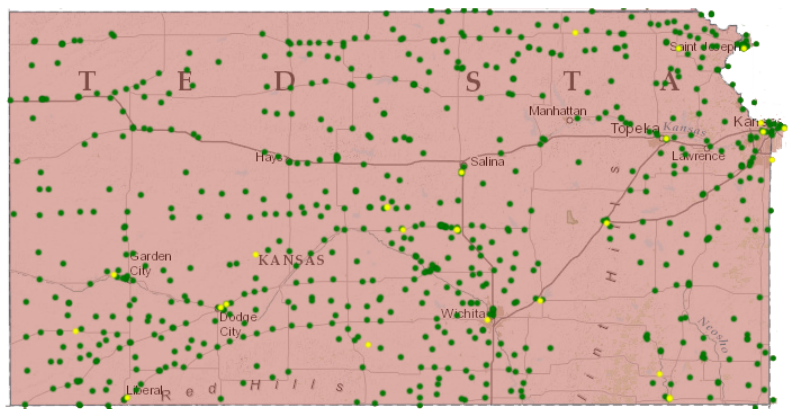 Saint Joseph
T E D S T A
Manhattan
Kans
Topeka
Kansas
Lawrence
Hays
Salina
Garden
City
KANSAS
Flint Hills
Wichita
Dodge
City
Neosho
Liberal
Red Hills